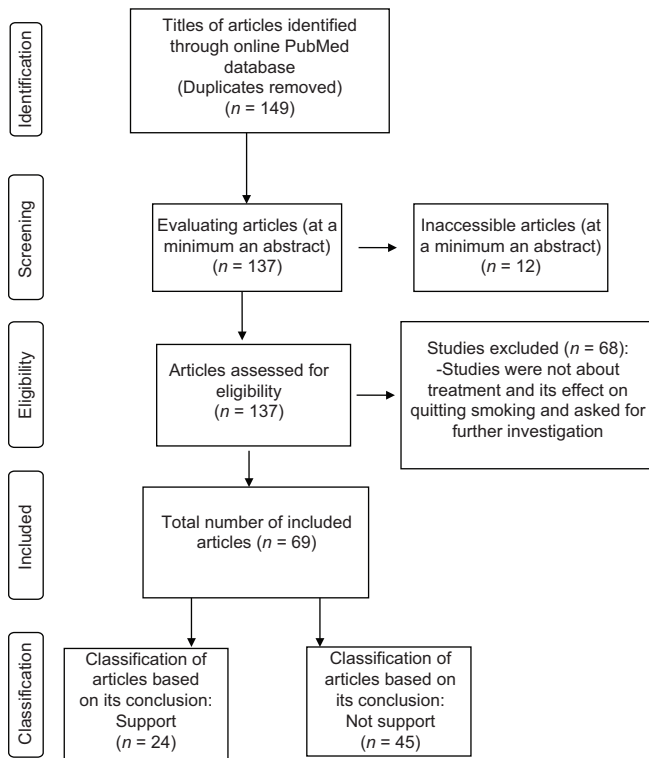 Identification
Titles of articles identified
through online PubMed
database
(Duplicates removed)
(n = 149)
Screening
Evaluating articles (at a
minimum an abstract)
(n = 137)
Inaccessible articles (at
a minimum an abstract)
(n = 12)
Eligibility
Articles assessed for
eligibility
(n = 137)
Studies excluded (n = 68):
-Studies were not about
treatment and its effect on
quitting smoking and asked for
further investigation
Included
Total number of included
articles (n = 69)
Classification
Classification of
articles based
on its conclusion:
Support
(n = 24)
Classification of
articles based on
its conclusion:
Not support
(n = 45)